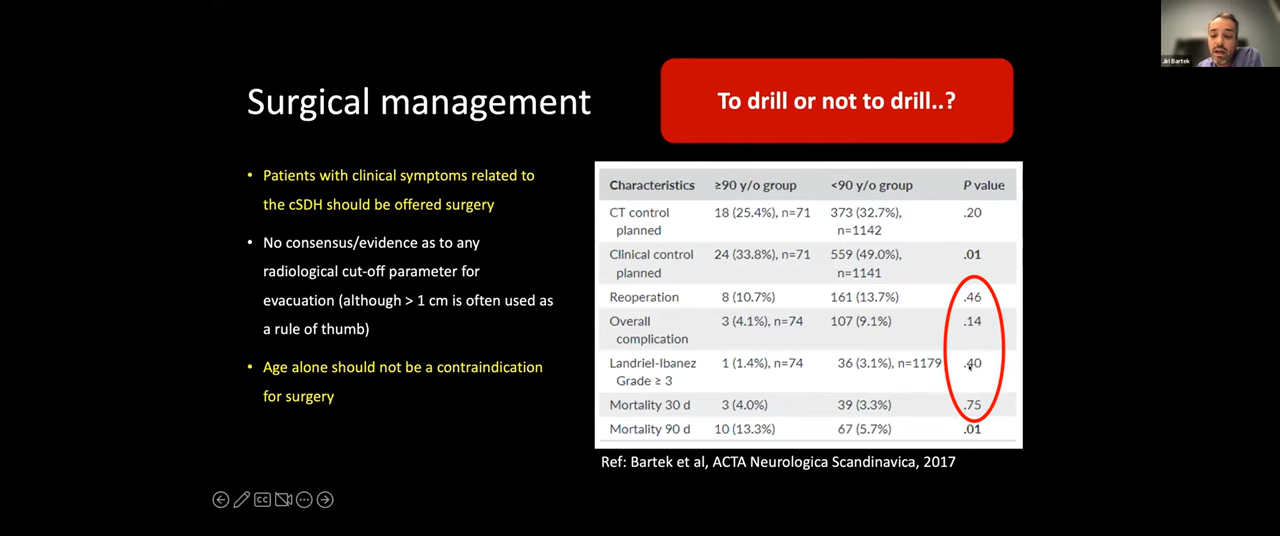 Jiri Bartek
Surgical management
To drill or not to drill..?
• Patients with clinical symptoms related to
the cSDH should be offered surgery
• No consensus/evidence as to any
radiological cut-off parameter for
evacuation (although > 1 cm is often used as
a rule of thumb)
• Age alone should not be a contraindication
for surgery
Characteristics ≥90 y/o group <90 y/o group P value
CT control 18 (25.4%), n=71 373 (32.7%), .20
planned n=1142
Clinical control 24 (33.8%), n=71 559 (49.0%), .01
planned n=1141
Reoperation 8 (10.7%) 161 (13.7%) .46
Overall 3 (4.1%), n=74 107 (9.1%) .14
complication
Landriel-Ibanez 1 (1.4%), n=74 36 (3.1%), n=1179 .40
Grade ≥ 3
Mortality 30 d 3 (4.0%) 39 (3.3%) .75
Mortality 90 d 10 (13.3%) 67 (5.7%) .01
Ref: Bartek et al, ACTA Neurologica Scandinavica, 2017
CC